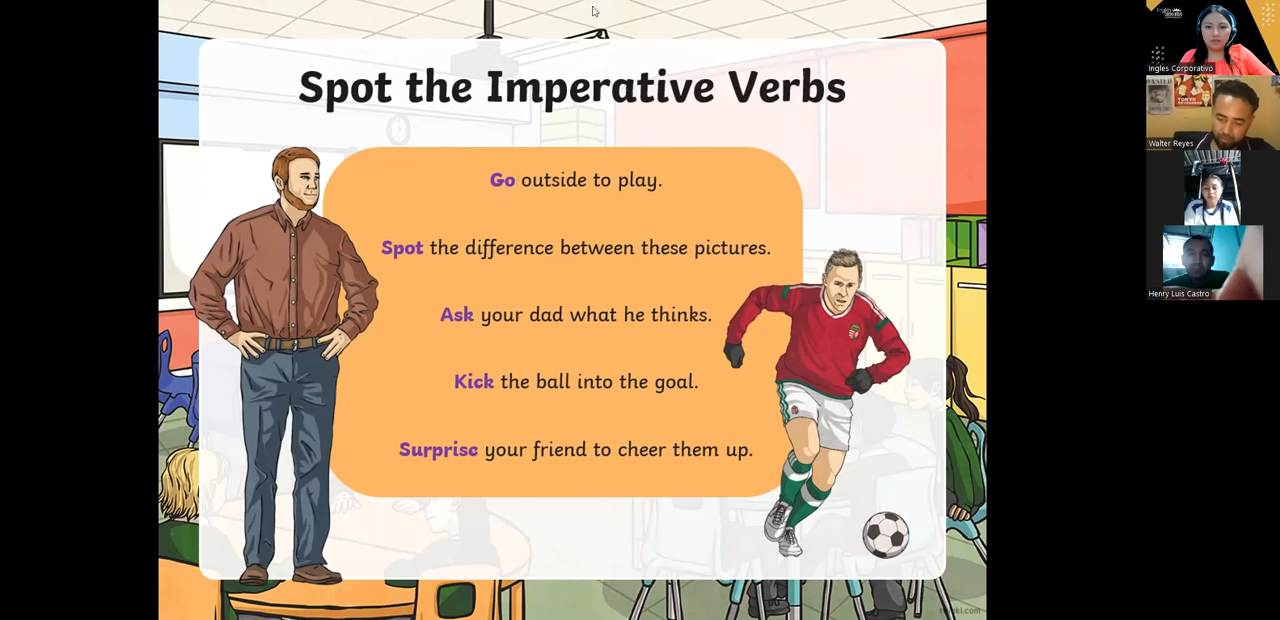 Spot the Imperative Verbs
Go outside to play.
Spot the difference between these pictures.
Ask your dad what he thinks.
Kick the ball into the goal.
Surprise your friend to cheer them up.
Ingles Corporativo
Walter Reyes
Henry Luis Castro